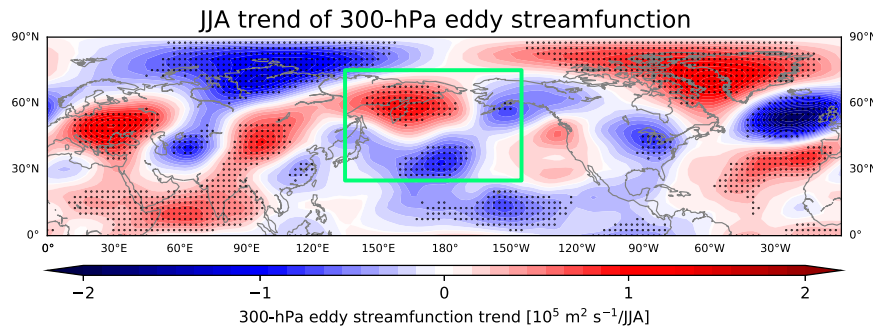 JJA trend of 300-hPa eddy streamfunction
90°N 90°N
60°N 60°N
30°N 30°N
0° 0°
0° 30°E 60°E 90°E 120°E 150°E 180° 150°W 120°W 90°W 60°W 30°W
−2 −1 0 1 2
300-hPa eddy streamfunction trend [10⁵ m² s⁻¹/JJA]